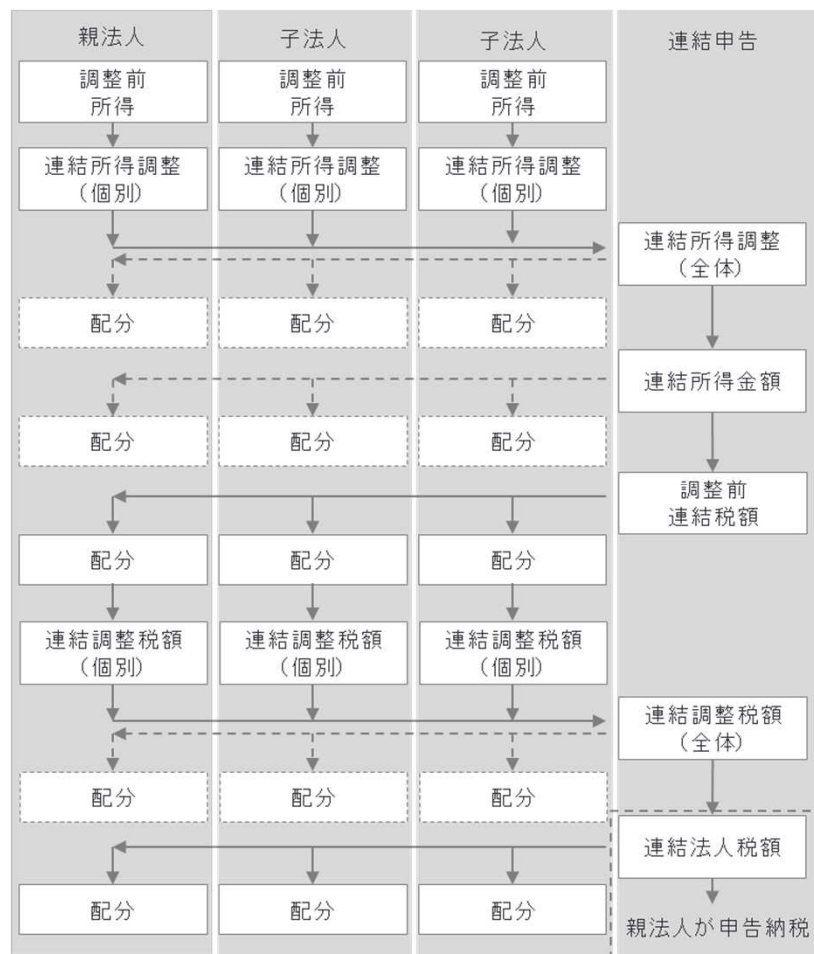 親法人
子法人
子法人
連結申告
調整前
所得
調整前
所得
調整前
所得
連結所得調整
(個別)
連結所得調整
(個別)
連結所得調整
(個別)
連結所得調整
(全体)
配分
配分
配分
連結所得金額
配分
配分
配分
調整前
連結税額
配分
配分
配分
連結調整税額
(個別)
連結調整税額
(個別)
連結調整税額
(個別)
連結調整税額
(全体)
配分
配分
配分
連結法人税額
配分
配分
配分
親法人が申告納税